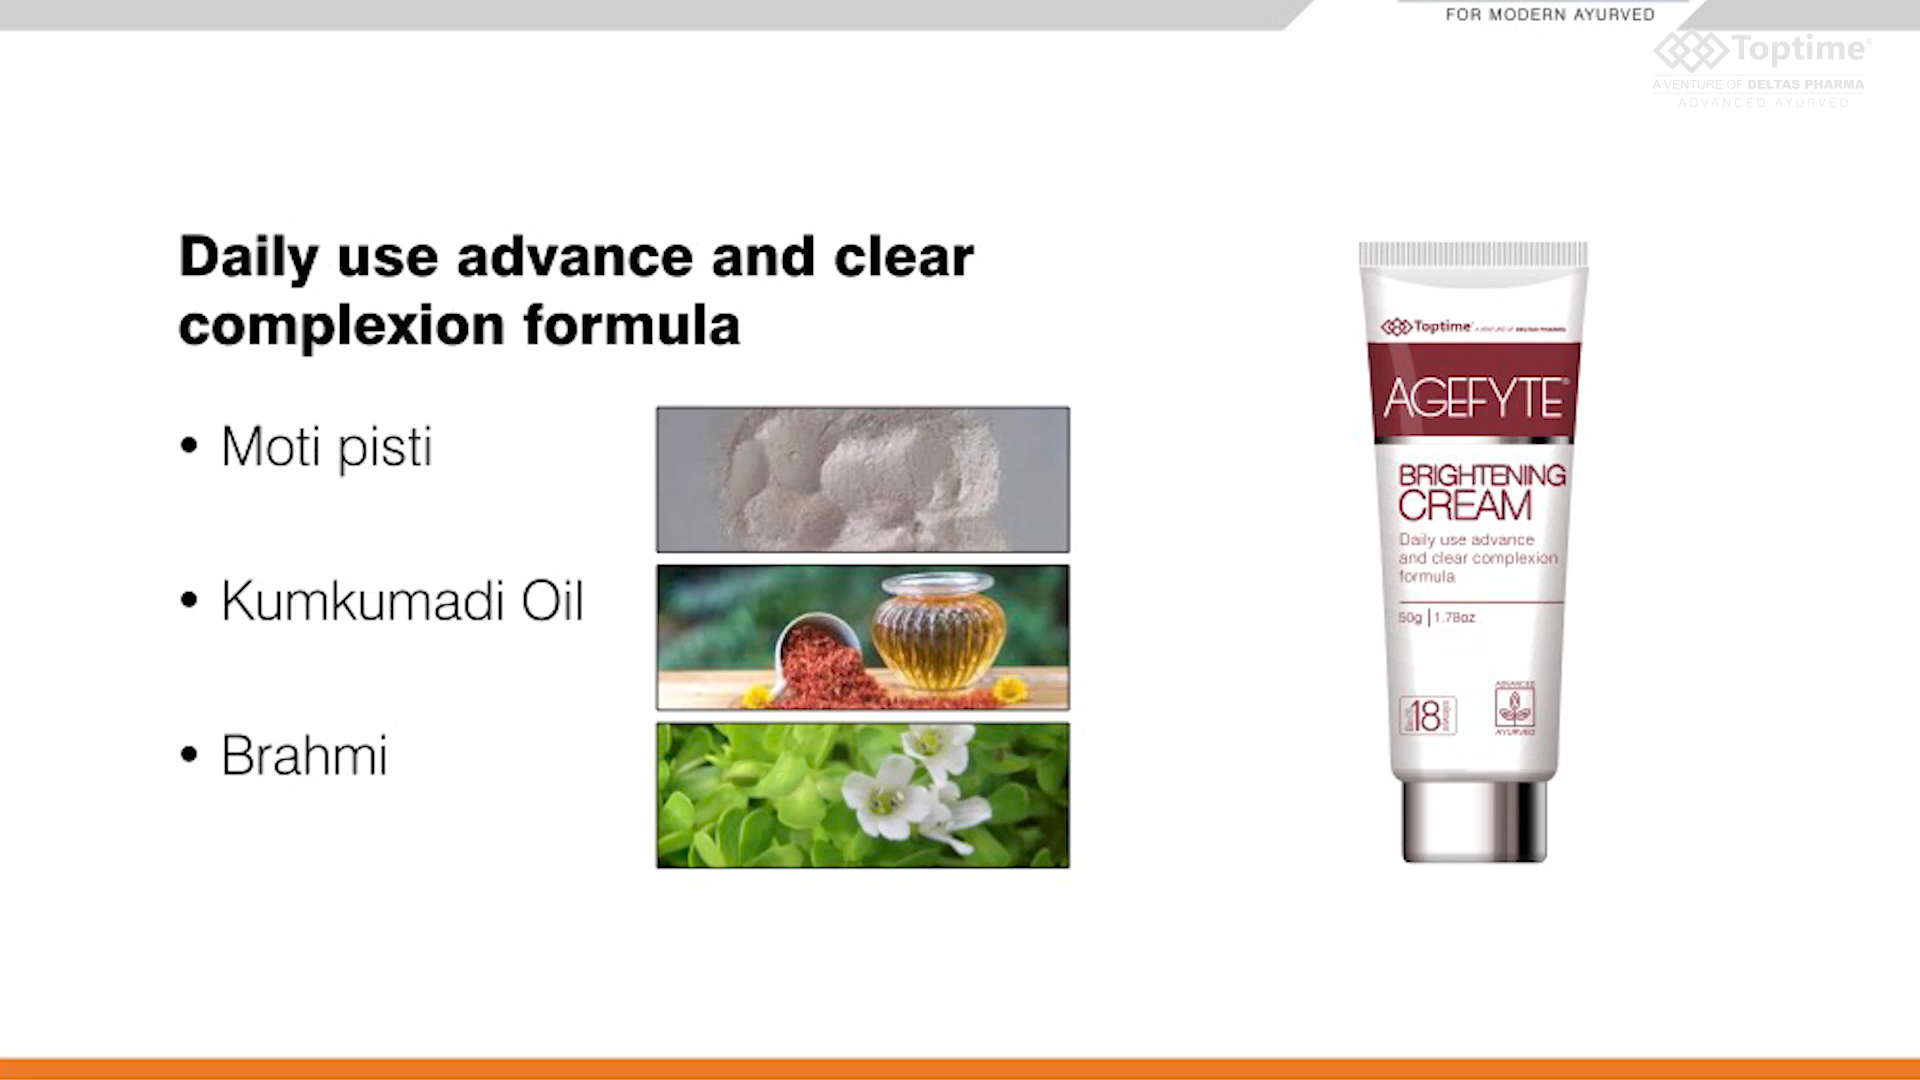 FOR MODERN AYURVED
Toptime
A VENTURE OF DELTAS PHARMA
ADVANCED AYURVED
Daily use advance and clear
complexion formula
• Moti pisti
• Kumkumadi Oil
• Brahmi
Toptime A VENTURE OF DELTAS PHARMA
AGEFYTE®
BRIGHTENING
CREAM
Daily use advance
and clear complexion
formula
50g | 1.78oz
18
ADVANCED
AYURVED